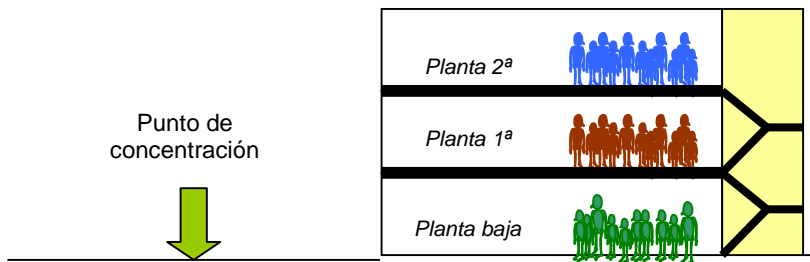 Planta 2ª
Punto de
concentración
Planta 1ª
Planta baja